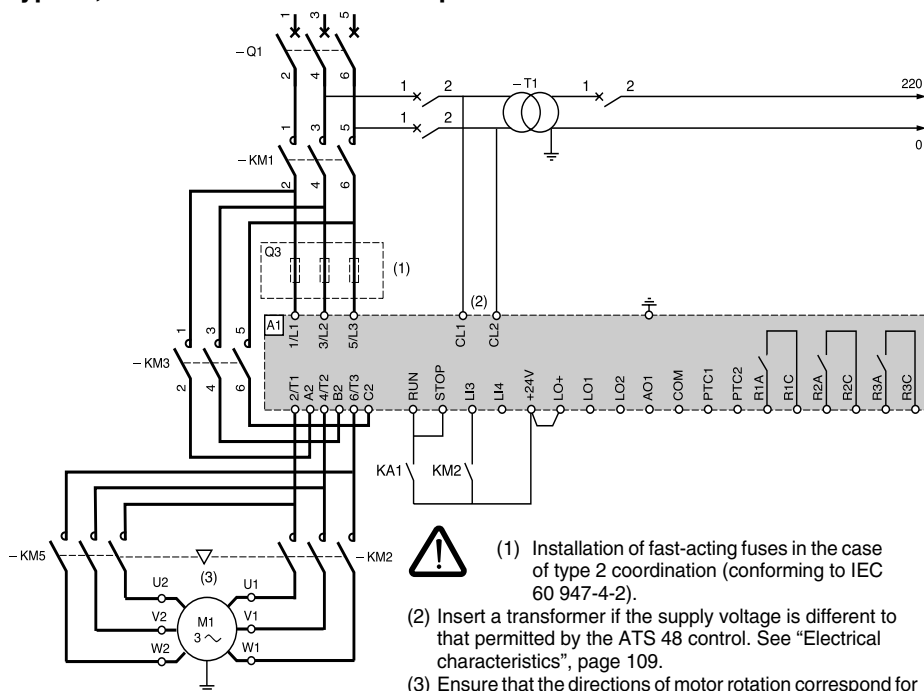 1 3 5
– Q1
2 4 6
1 2 – T1 1 2 220
1 2 0
1 3 5
– KM1
2 4 6
Q3 (1)
(2)
A1 1/L1 3/L2 5/L3 CL1 CL2
1 3 5
– KM3
2 4 6
2/T1 A2 4/T2 B2 6/T3 C2 RUN STOP LI3 LI4 +24V LO+ LO1 LO2 AO1 COM PTC1 PTC2 R1A R1C R2A R2C R3A R3C
KA1 KM2
– KM5 (3) – KM2
U2 U1
V2 M1 V1
3 ~
W2 W1
(1) Installation of fast-acting fuses in the case
of type 2 coordination (conforming to IEC
60 947-4-2).
(2) Insert a transformer if the supply voltage is different to
that permitted by the ATS 48 control. See “Electrical
characteristics”, page 109.
(3) Ensure that the directions of motor rotation correspond for